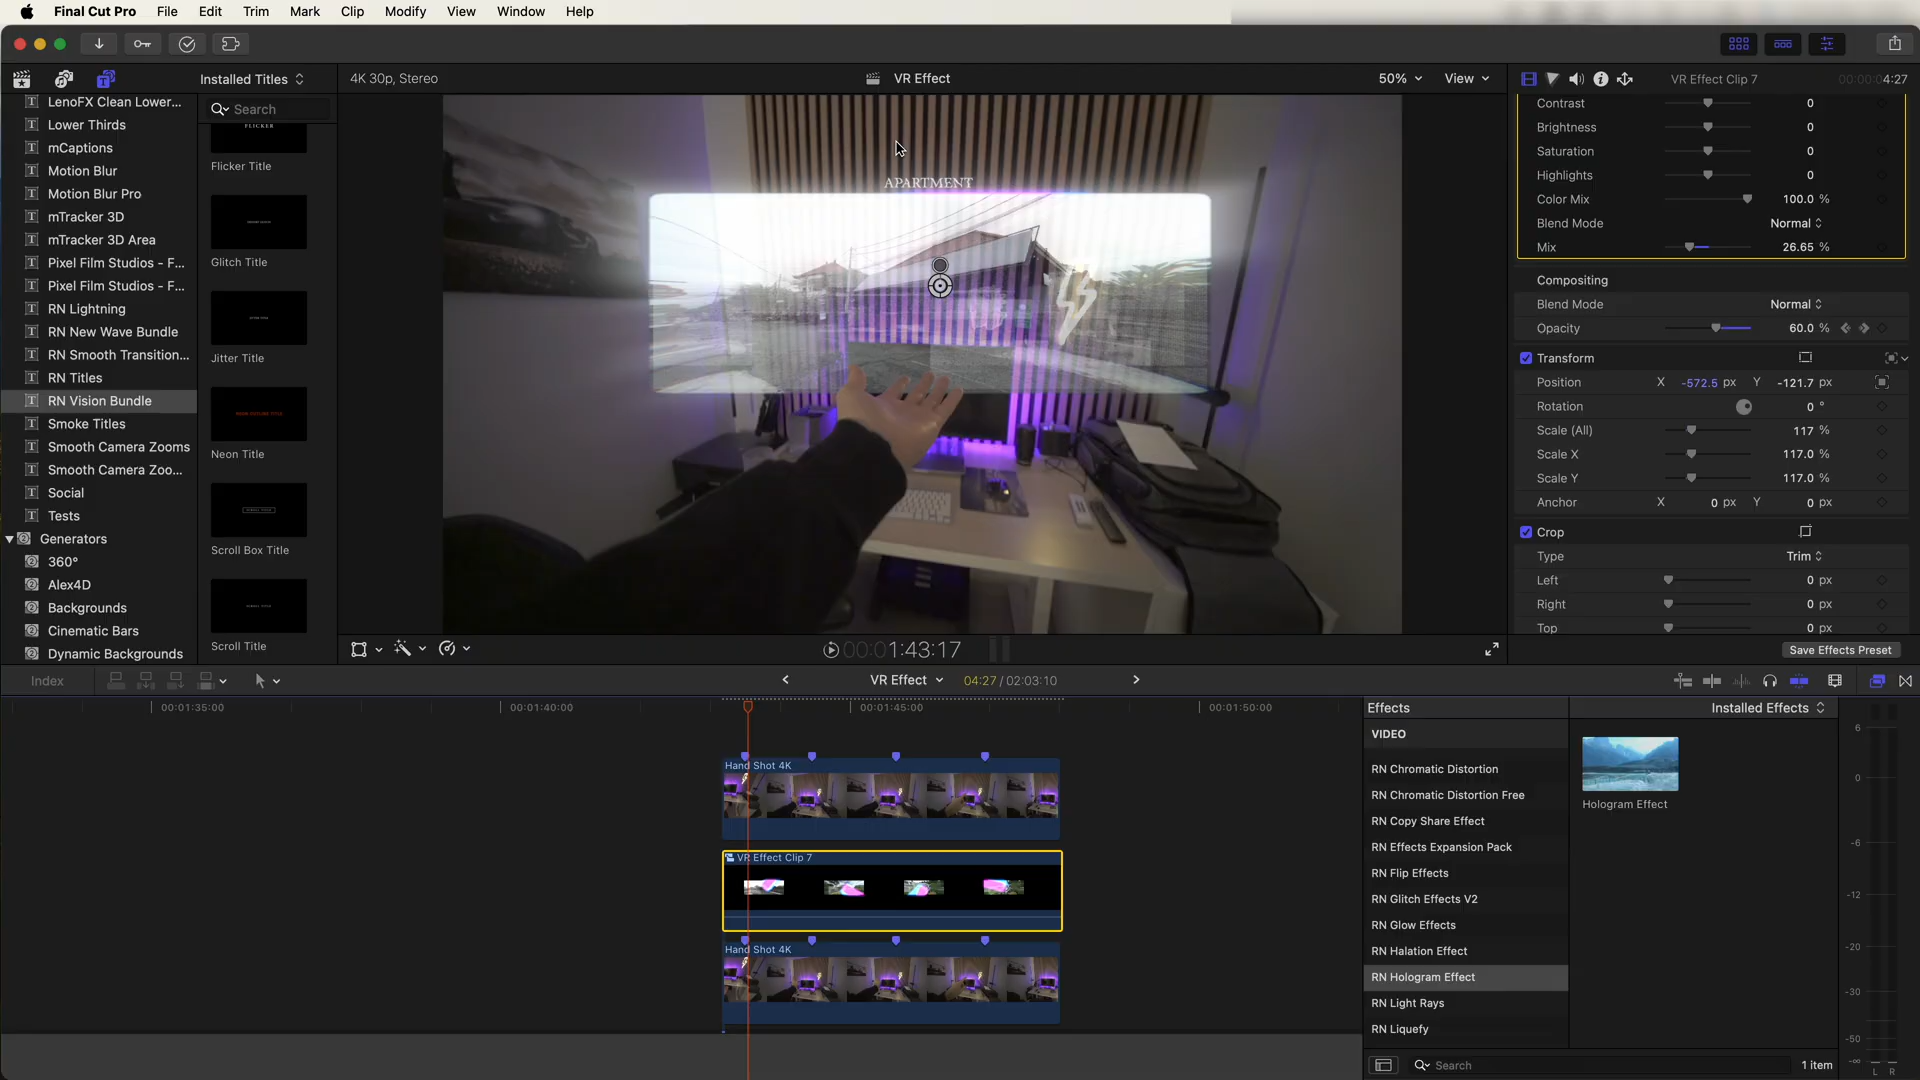 Final Cut Pro File Edit Trim Mark Clip Modify View Window Help
Installed Titles
4K 30p, Stereo
VR Effect
50%
View
VR Effect Clip 7
00:00:04:27
LenoFX Clean Lower...
Lower Thirds
mCaptions
Motion Blur
Motion Blur Pro
mTracker 3D
mTracker 3D Area
Pixel Film Studios - F...
Pixel Film Studios - F...
RN Lightning
RN New Wave Bundle
RN Smooth Transition...
RN Titles
RN Vision Bundle
Smoke Titles
Smooth Camera Zooms
Smooth Camera Zoo...
Social
Tests
Generators
360°
Alex4D
Backgrounds
Cinematic Bars
Dynamic Backgrounds
Search
FLICKER
Flicker Title
Glitch Title
Jitter Title
Neon Title
Scroll Box Title
Scroll Title
APARTMENT
00:01:43:17
Contrast 0
Brightness 0
Saturation 0
Highlights 0
Color Mix 100.0 %
Blend Mode Normal
Mix 26.65 %
Compositing
Blend Mode Normal
Opacity 60.0 %
Transform
Position X -572.5 px Y -121.7 px
Rotation 0 °
Scale (All) 117 %
Scale X 117.0 %
Scale Y 117.0 %
Anchor X 0 px Y 0 px
Crop
Type Trim
Left 0 px
Right 0 px
Top 0 px
Save Effects Preset
Index
VR Effect
04:27 / 02:03:10
00:01:35:00
00:01:40:00
00:01:45:00
00:01:50:00
Hand Shot 4K
VR Effect Clip 7
Hand Shot 4K
Effects
Installed Effects
VIDEO
RN Chromatic Distortion
RN Chromatic Distortion Free
RN Copy Share Effect
RN Effects Expansion Pack
RN Flip Effects
RN Glitch Effects V2
RN Glow Effects
RN Halation Effect
RN Hologram Effect
RN Light Rays
RN Liquefy
Hologram Effect
Search
1 item
6
0
-6
-12
-20
-30
-50
-∞
L R